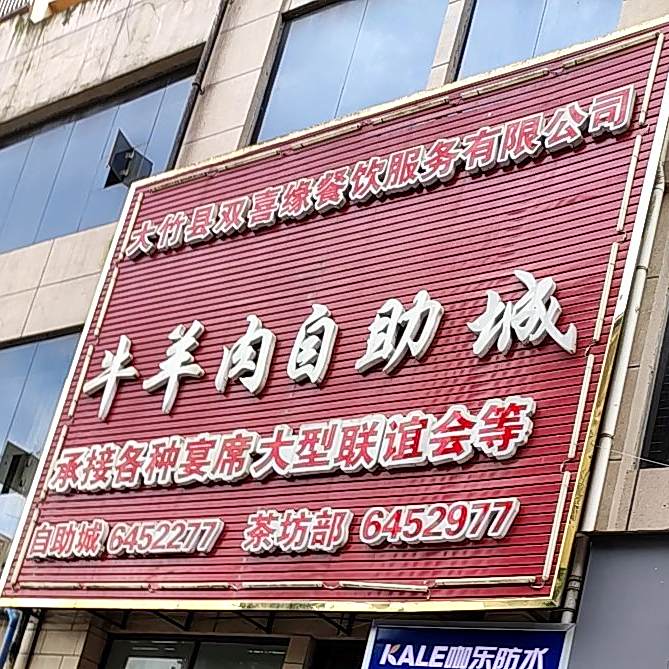 大竹县双喜缘餐饮服务有限公司
牛羊肉自助城
承接各种宴席大型联谊会等
自助城 6452277 茶坊部 6452977
KALE咖乐防水